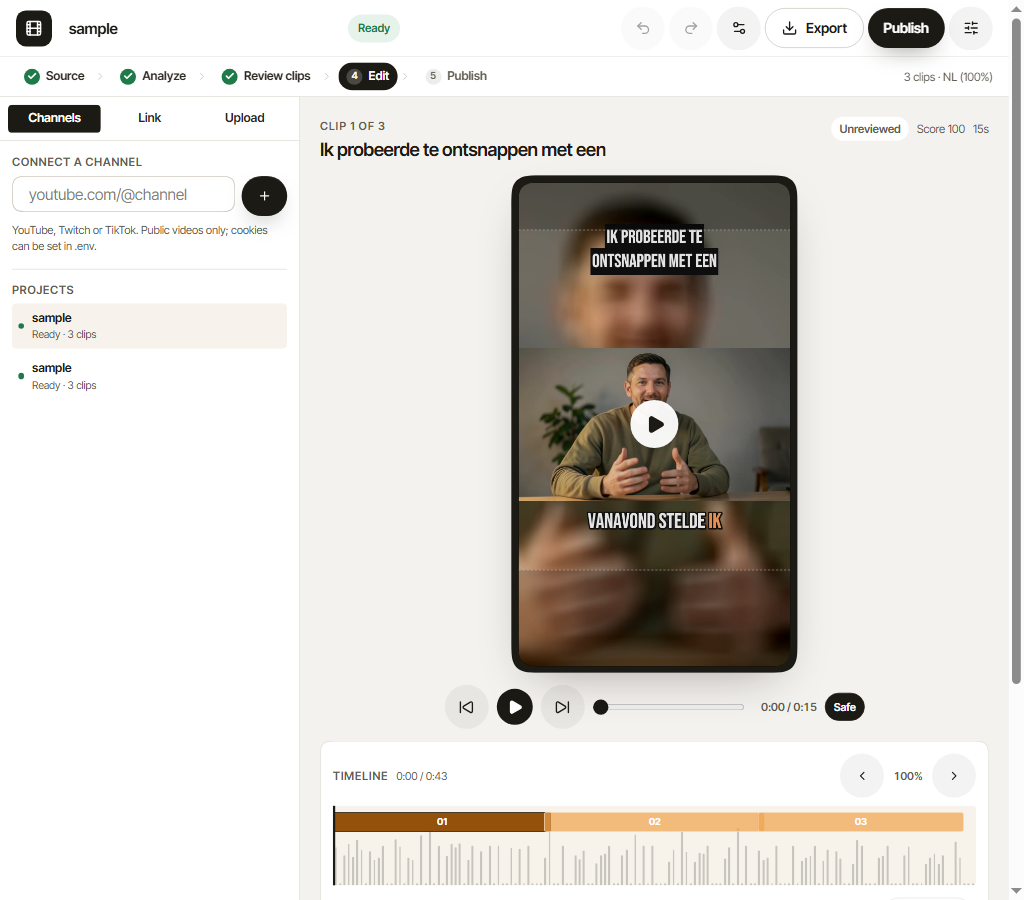 sample
Ready
Export
Publish
Source
Analyze
Review clips
4 Edit
5 Publish
3 clips · NL (100%)
Channels
Link
Upload
CONNECT A CHANNEL
youtube.com/@channel
+
YouTube, Twitch or TikTok. Public videos only; cookies
can be set in .env.
PROJECTS
sample
Ready · 3 clips
sample
Ready · 3 clips
CLIP 1 OF 3
Ik probeerde te ontsnappen met een
Unreviewed
Score 100
15s
IK PROBEERDE TE
ONTSNAPPEN MET EEN
VANAVOND STELDE IK
0:00 / 0:15
Safe
TIMELINE
0:00 / 0:43
100%
01
02
03